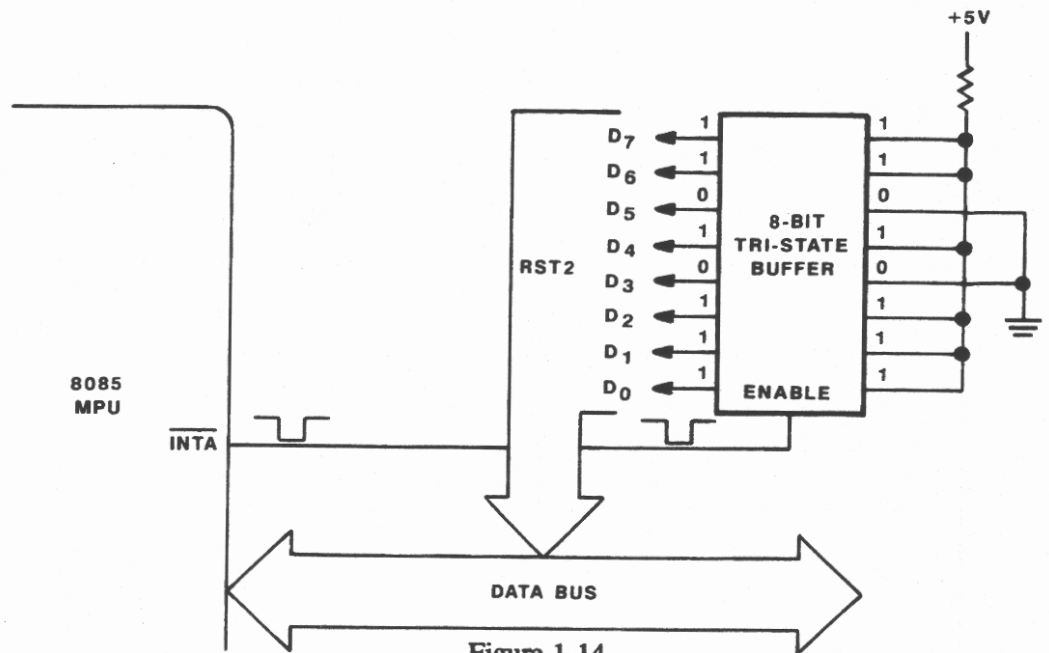 +5V
D7 1 1
D6 1 1
D5 0 0
D4 1 1
D3 0 0
D2 1 1
D1 1 1
D0 1 1
8-BIT
TRI-STATE
BUFFER
ENABLE
RST2
8085
MPU
INTA
DATA BUS
Figure 1-14